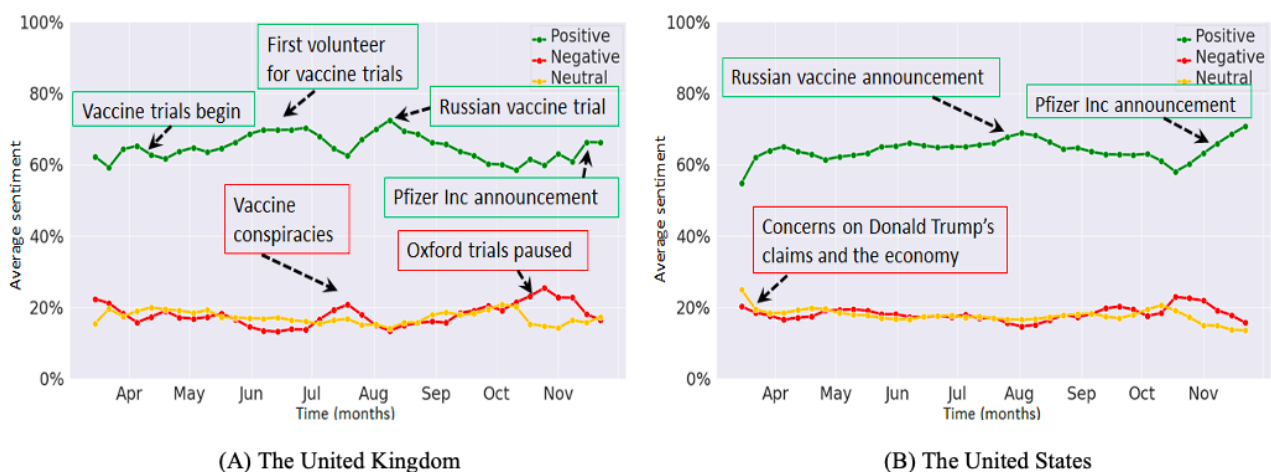 100%
80%
60%
40%
20%
0%
Average sentiment
Positive
Negative
Neutral
First volunteer
for vaccine trials
Vaccine trials begin
Russian vaccine trial
Pfizer Inc announcement
Vaccine
conspiracies
Oxford trials paused
Apr May Jun Jul Aug Sep Oct Nov
Time (months)
(A) The United Kingdom
100%
80%
60%
40%
20%
0%
Average sentiment
Positive
Negative
Neutral
Russian vaccine announcement
Pfizer Inc announcement
Concerns on Donald Trump's
claims and the economy
Apr May Jun Jul Aug Sep Oct Nov
Time (months)
(B) The United States